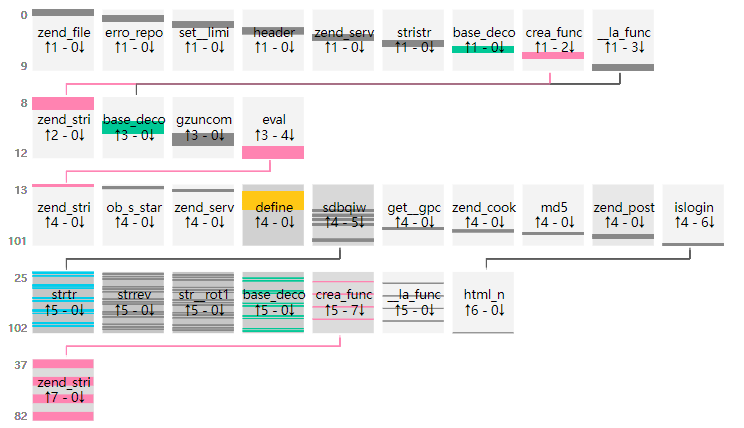 0
zend_file erro_repo set__limi header zend_serv stristr base_deco crea_func __la_func
↑1 - 0↓ ↑1 - 0↓ ↑1 - 0↓ ↑1 - 0↓ ↑1 - 0↓ ↑1 - 0↓ ↑1 - 0↓ ↑1 - 2↓ ↑1 - 3↓
9
8
zend_stri base_deco gzuncom eval
↑2 - 0↓ ↑3 - 0↓ ↑3 - 0↓ ↑3 - 4↓
12
13
zend_stri ob_s_star zend_serv define sdbqiw get__gpc zend_cook md5 zend_post islogin
↑4 - 0↓ ↑4 - 0↓ ↑4 - 0↓ ↑4 - 0↓ ↑4 - 5↓ ↑4 - 0↓ ↑4 - 0↓ ↑4 - 0↓ ↑4 - 0↓ ↑4 - 6↓
101
25
strtr strrev str__rot1 base_deco crea_func __la_func html_n
↑5 - 0↓ ↑5 - 0↓ ↑5 - 0↓ ↑5 - 0↓ ↑5 - 7↓ ↑5 - 0↓ ↑6 - 0↓
102
37
zend_stri
↑7 - 0↓
82